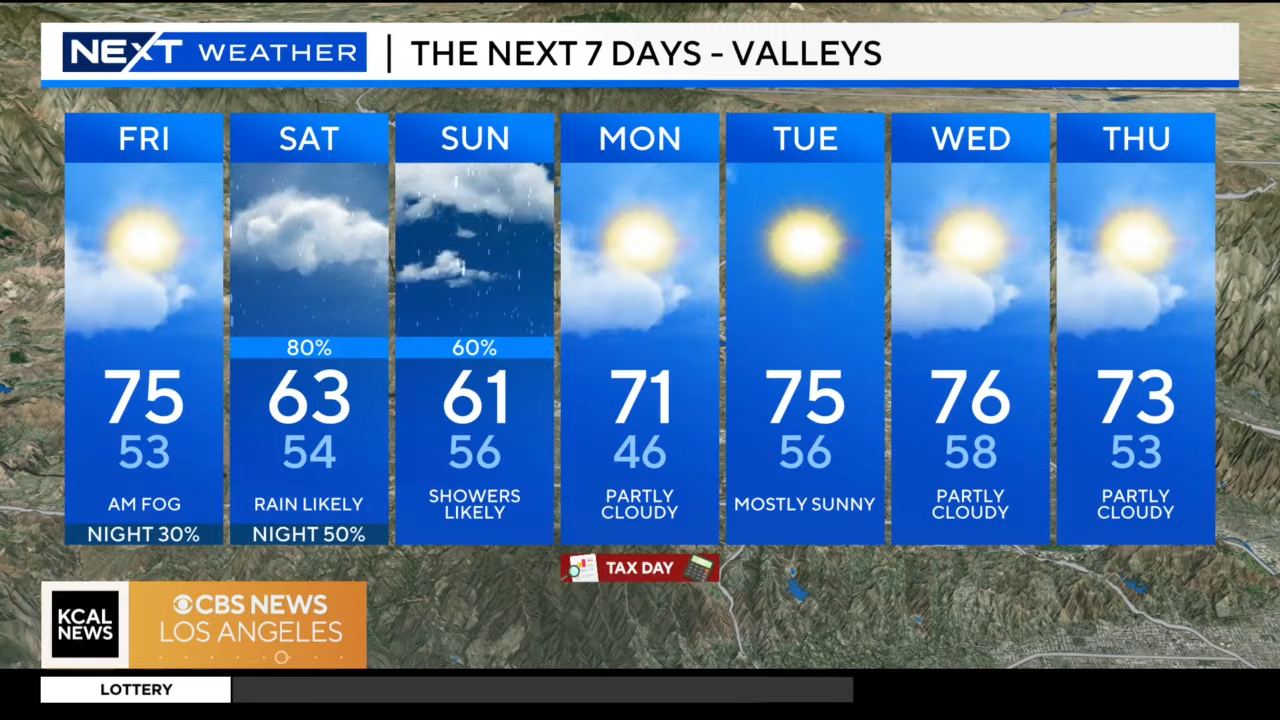 NEXT WEATHER | THE NEXT 7 DAYS - VALLEYS
FRI
75
53
AM FOG
NIGHT 30%
SAT
80%
63
54
RAIN LIKELY
NIGHT 50%
SUN
60%
61
56
SHOWERS
LIKELY
MON
71
46
PARTLY
CLOUDY
TAX DAY
TUE
75
56
MOSTLY SUNNY
WED
76
58
PARTLY
CLOUDY
THU
73
53
PARTLY
CLOUDY
KCAL
NEWS
CBS NEWS
LOS ANGELES
LOTTERY